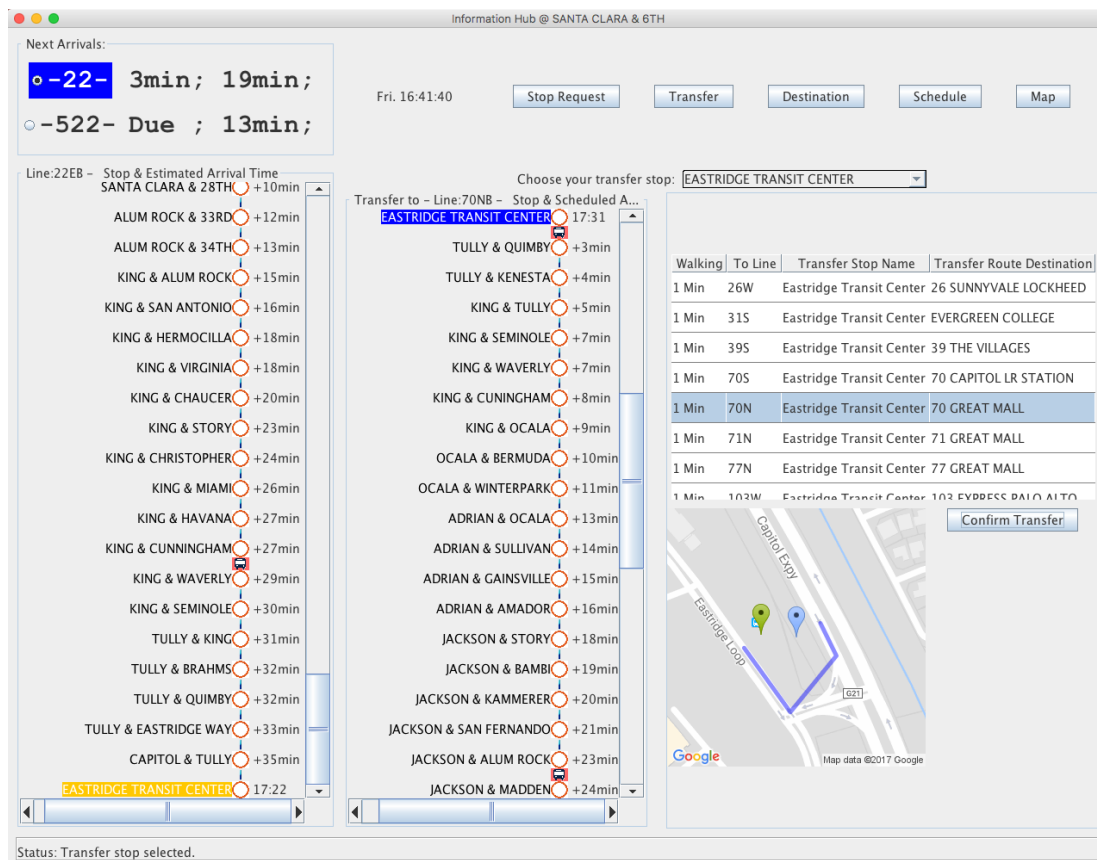 Information Hub @ SANTA CLARA & 6TH
Next Arrivals:
-22- 3min; 19min;
-522- Due ; 13min;
Fri. 16:41:40
Stop Request
Transfer
Destination
Schedule
Map
Line:22EB – Stop & Estimated Arrival Time
SANTA CLARA & 28TH +10min
ALUM ROCK & 33RD +12min
ALUM ROCK & 34TH +13min
KING & ALUM ROCK +15min
KING & SAN ANTONIO +16min
KING & HERMOCILLA +18min
KING & VIRGINIA +18min
KING & CHAUCER +20min
KING & STORY +23min
KING & CHRISTOPHER +24min
KING & MIAMI +26min
KING & HAVANA +27min
KING & CUNNINGHAM +27min
KING & WAVERLY +29min
KING & SEMINOLE +30min
TULLY & KING +31min
TULLY & BRAHMS +32min
TULLY & QUIMBY +32min
TULLY & EASTRIDGE WAY +33min
CAPITOL & TULLY +35min
EASTRIDGE TRANSIT CENTER 17:22
Choose your transfer stop: EASTRIDGE TRANSIT CENTER
Transfer to – Line:70NB – Stop & Scheduled A...
EASTRIDGE TRANSIT CENTER 17:31
TULLY & QUIMBY +3min
TULLY & KENESTA +4min
KING & TULLY +5min
KING & SEMINOLE +7min
KING & WAVERLY +7min
KING & CUNINGHAM +8min
KING & OCALA +9min
OCALA & BERMUDA +10min
OCALA & WINTERPARK +11min
ADRIAN & OCALA +13min
ADRIAN & SULLIVAN +14min
ADRIAN & GAINSVILLE +15min
ADRIAN & AMADOR +16min
JACKSON & STORY +18min
JACKSON & BAMBI +19min
JACKSON & KAMMERER +20min
JACKSON & SAN FERNANDO +21min
JACKSON & ALUM ROCK +23min
JACKSON & MADDEN +24min
Walking To Line Transfer Stop Name Transfer Route Destination
1 Min 26W Eastridge Transit Center 26 SUNNYVALE LOCKHEED
1 Min 31S Eastridge Transit Center EVERGREEN COLLEGE
1 Min 39S Eastridge Transit Center 39 THE VILLAGES
1 Min 70S Eastridge Transit Center 70 CAPITOL LR STATION
1 Min 70N Eastridge Transit Center 70 GREAT MALL
1 Min 71N Eastridge Transit Center 71 GREAT MALL
1 Min 77N Eastridge Transit Center 77 GREAT MALL
1 Min 103W Eastridge Transit Center 103 EXPRESS PALO ALTO
Confirm Transfer
Capitol Expy
Eastridge Loop
G21
Google
Map data ©2017 Google
Status: Transfer stop selected.